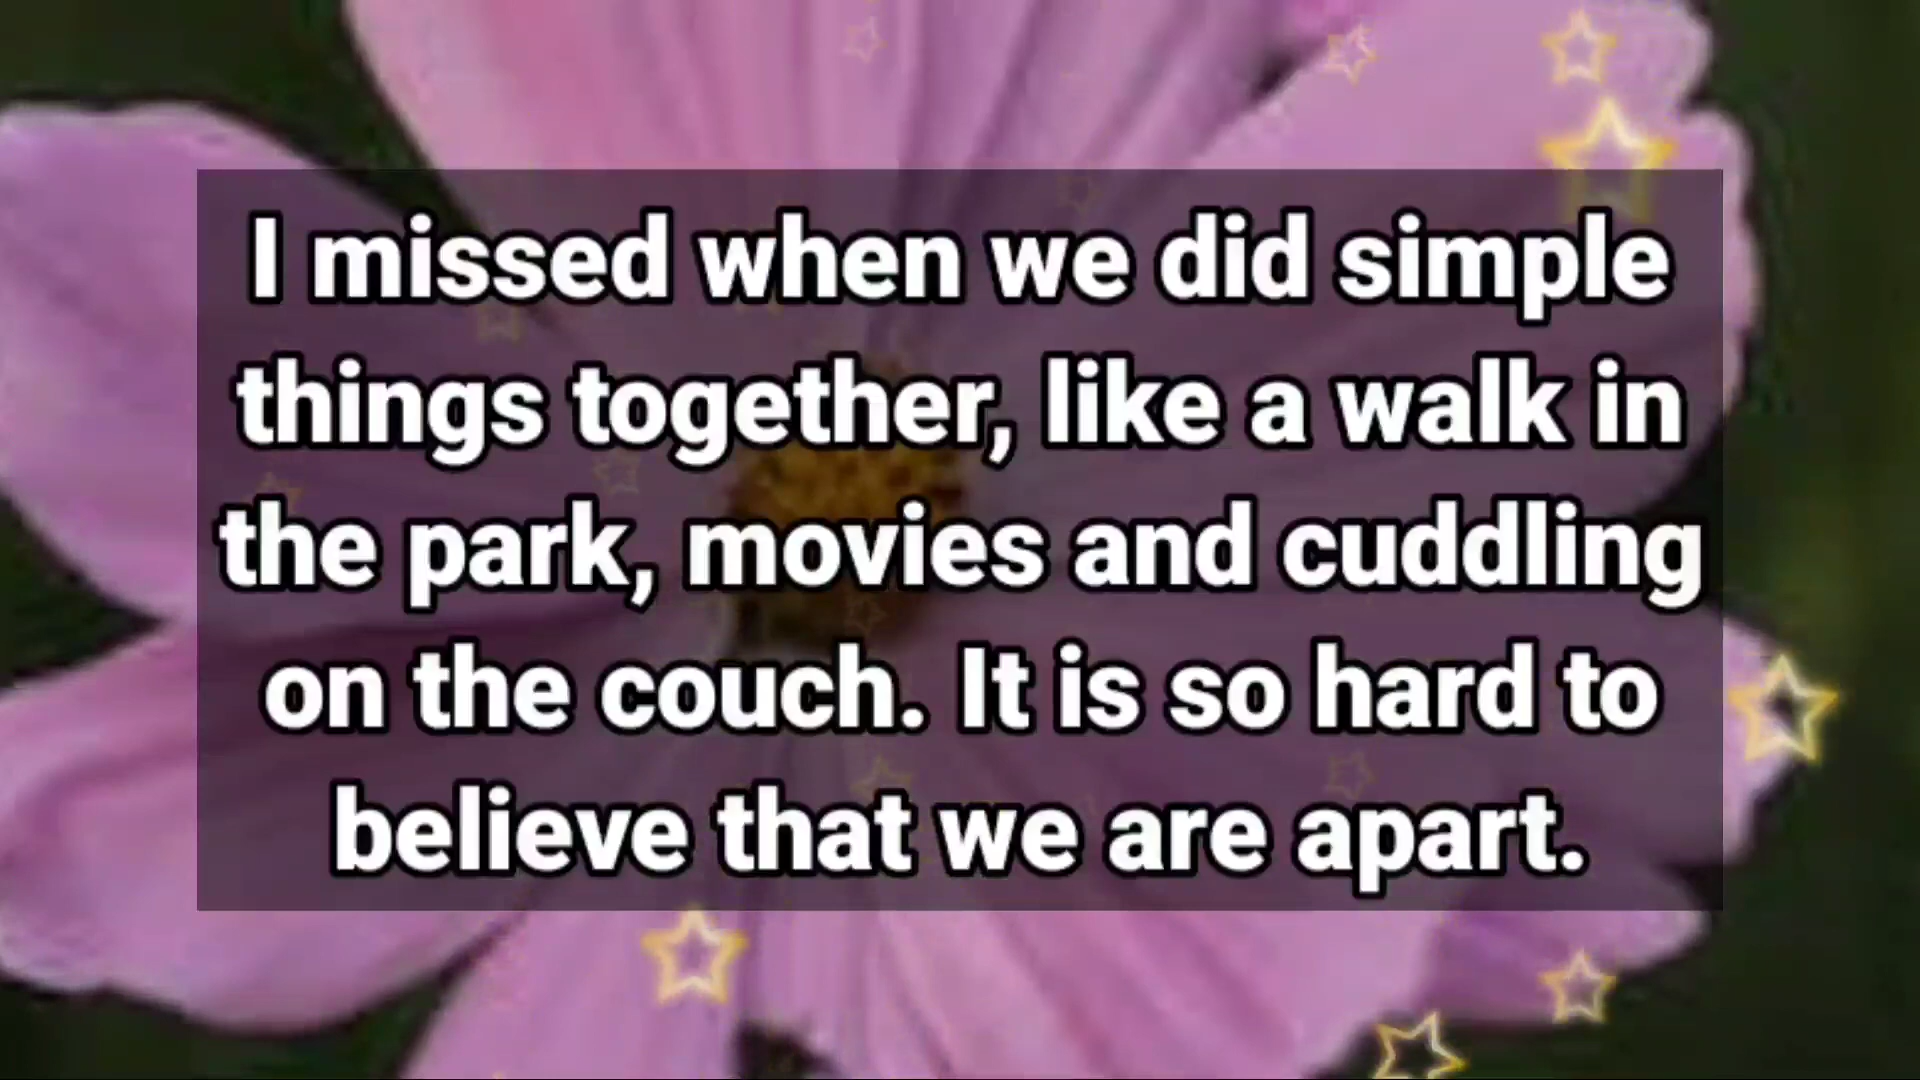 I missed when we did simple
things together, like a walk in
the park, movies and cuddling
on the couch. It is so hard to
believe that we are apart.